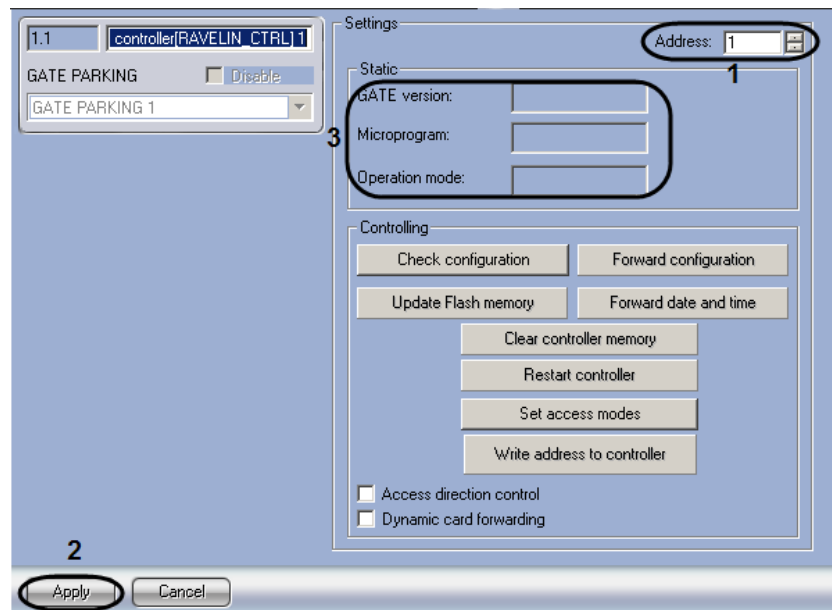 1.1
controller[RAVELIN_CTRL] 1
GATE PARKING
Disable
GATE PARKING 1
Settings
Address:
1
1
Static
GATE version:
Microprogram:
Operation mode:
3
Controlling
Check configuration
Forward configuration
Update Flash memory
Forward date and time
Clear controller memory
Restart controller
Set access modes
Write address to controller
Access direction control
Dynamic card forwarding
2
Apply
Cancel